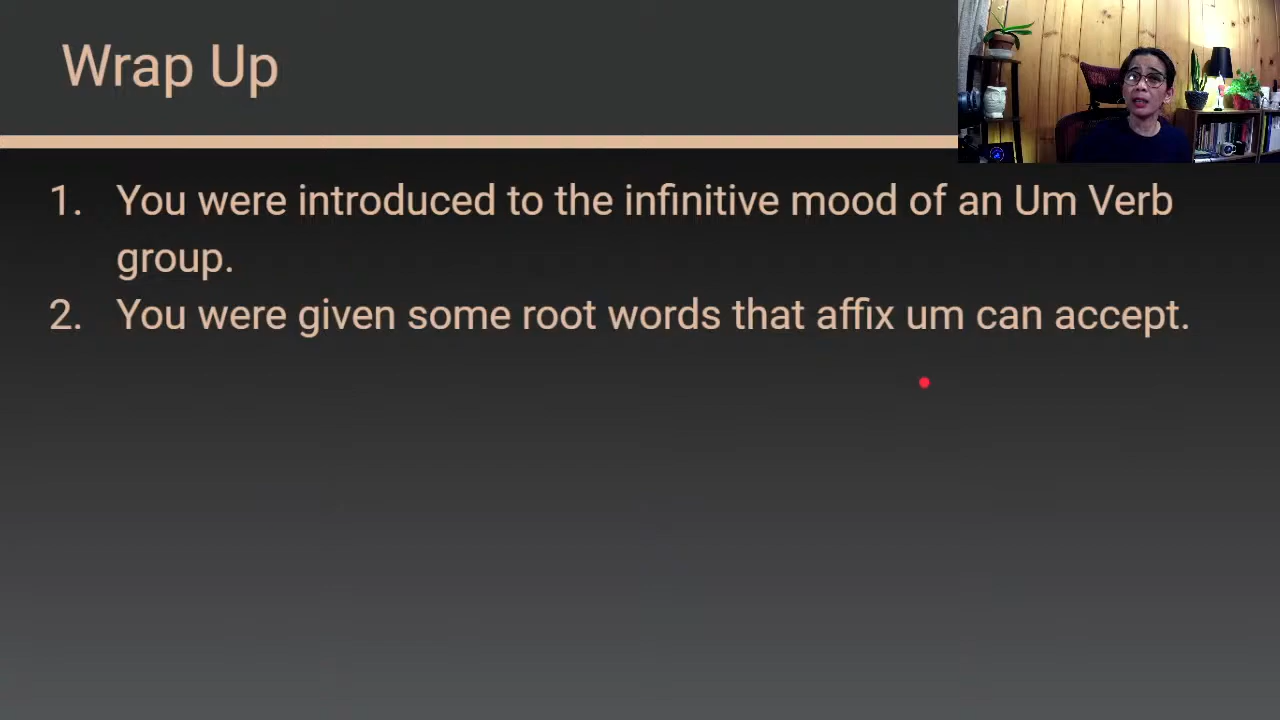 Wrap Up
1. You were introduced to the infinitive mood of an Um Verb
group.
2. You were given some root words that affix um can accept.